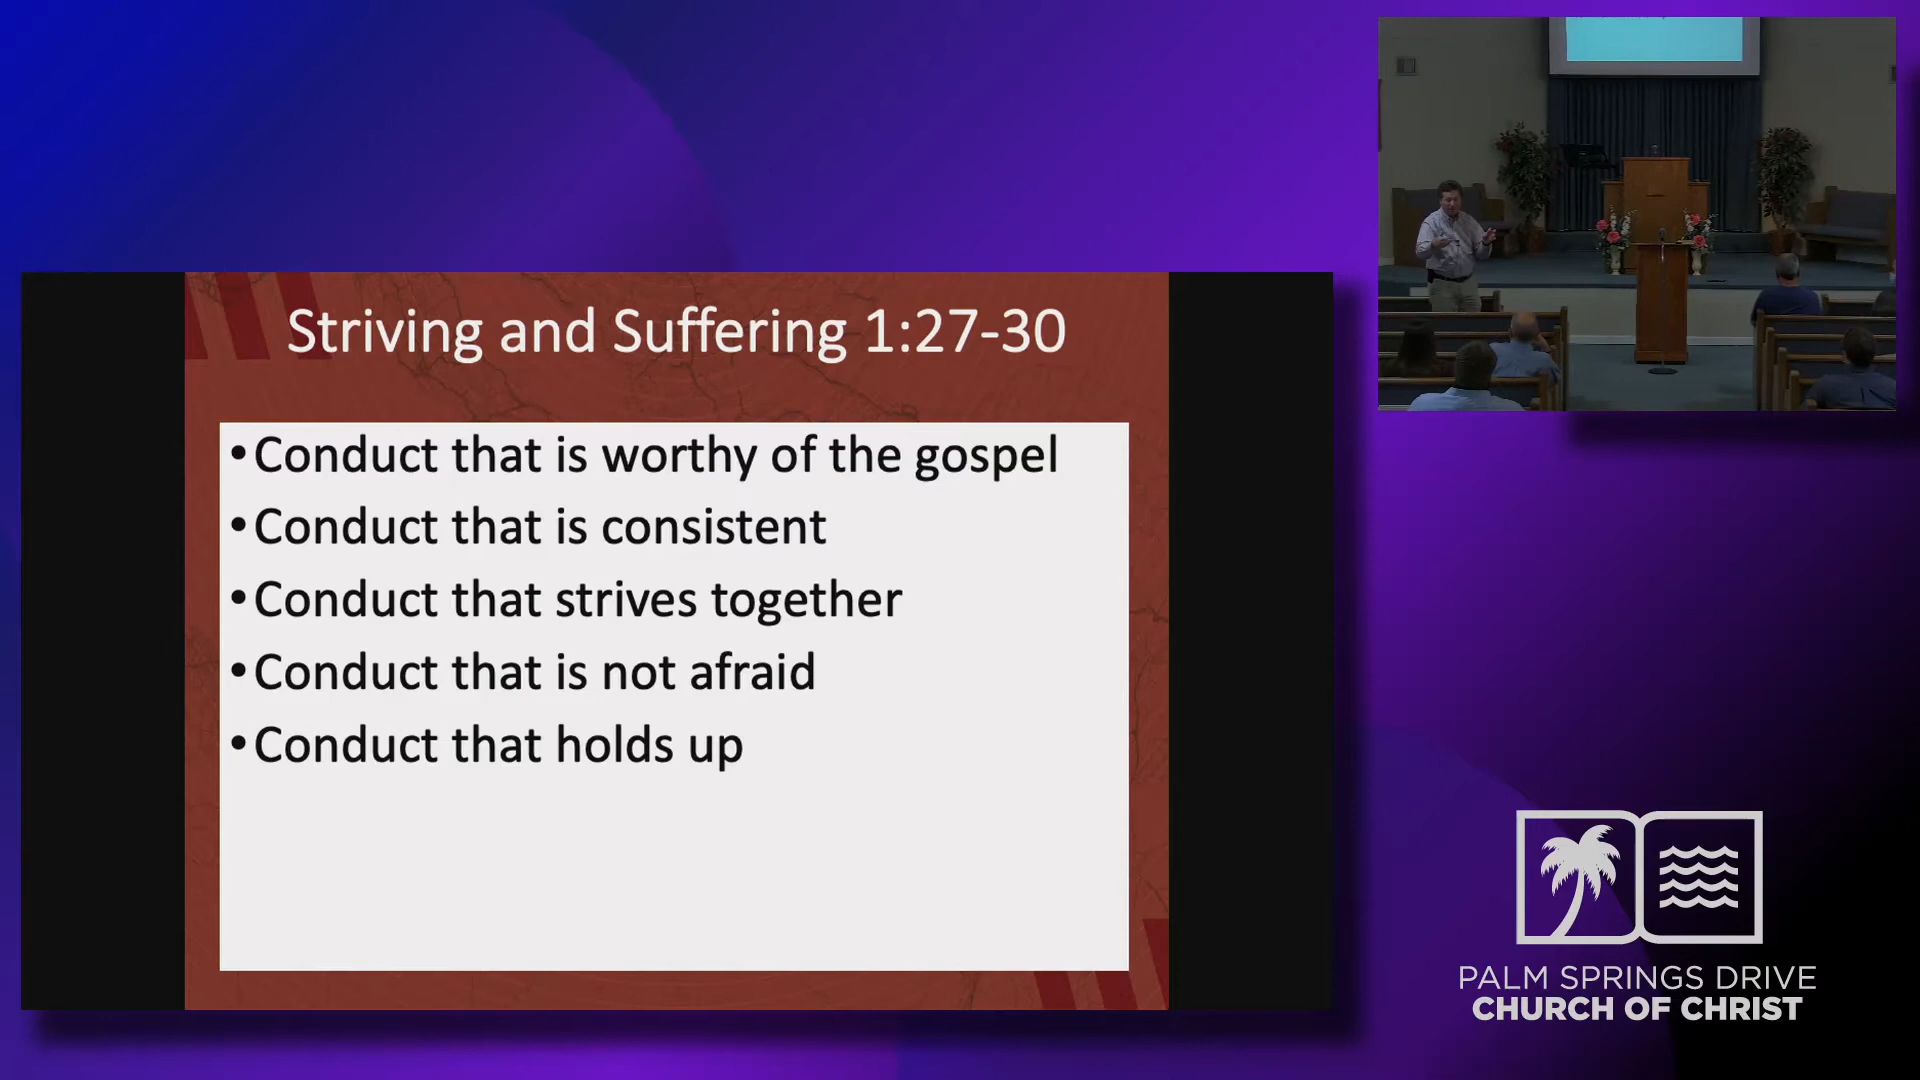 Striving and Suffering 1:27-30
•Conduct that is worthy of the gospel
•Conduct that is consistent
•Conduct that strives together
•Conduct that is not afraid
•Conduct that holds up
PALM SPRINGS DRIVE
CHURCH OF CHRIST